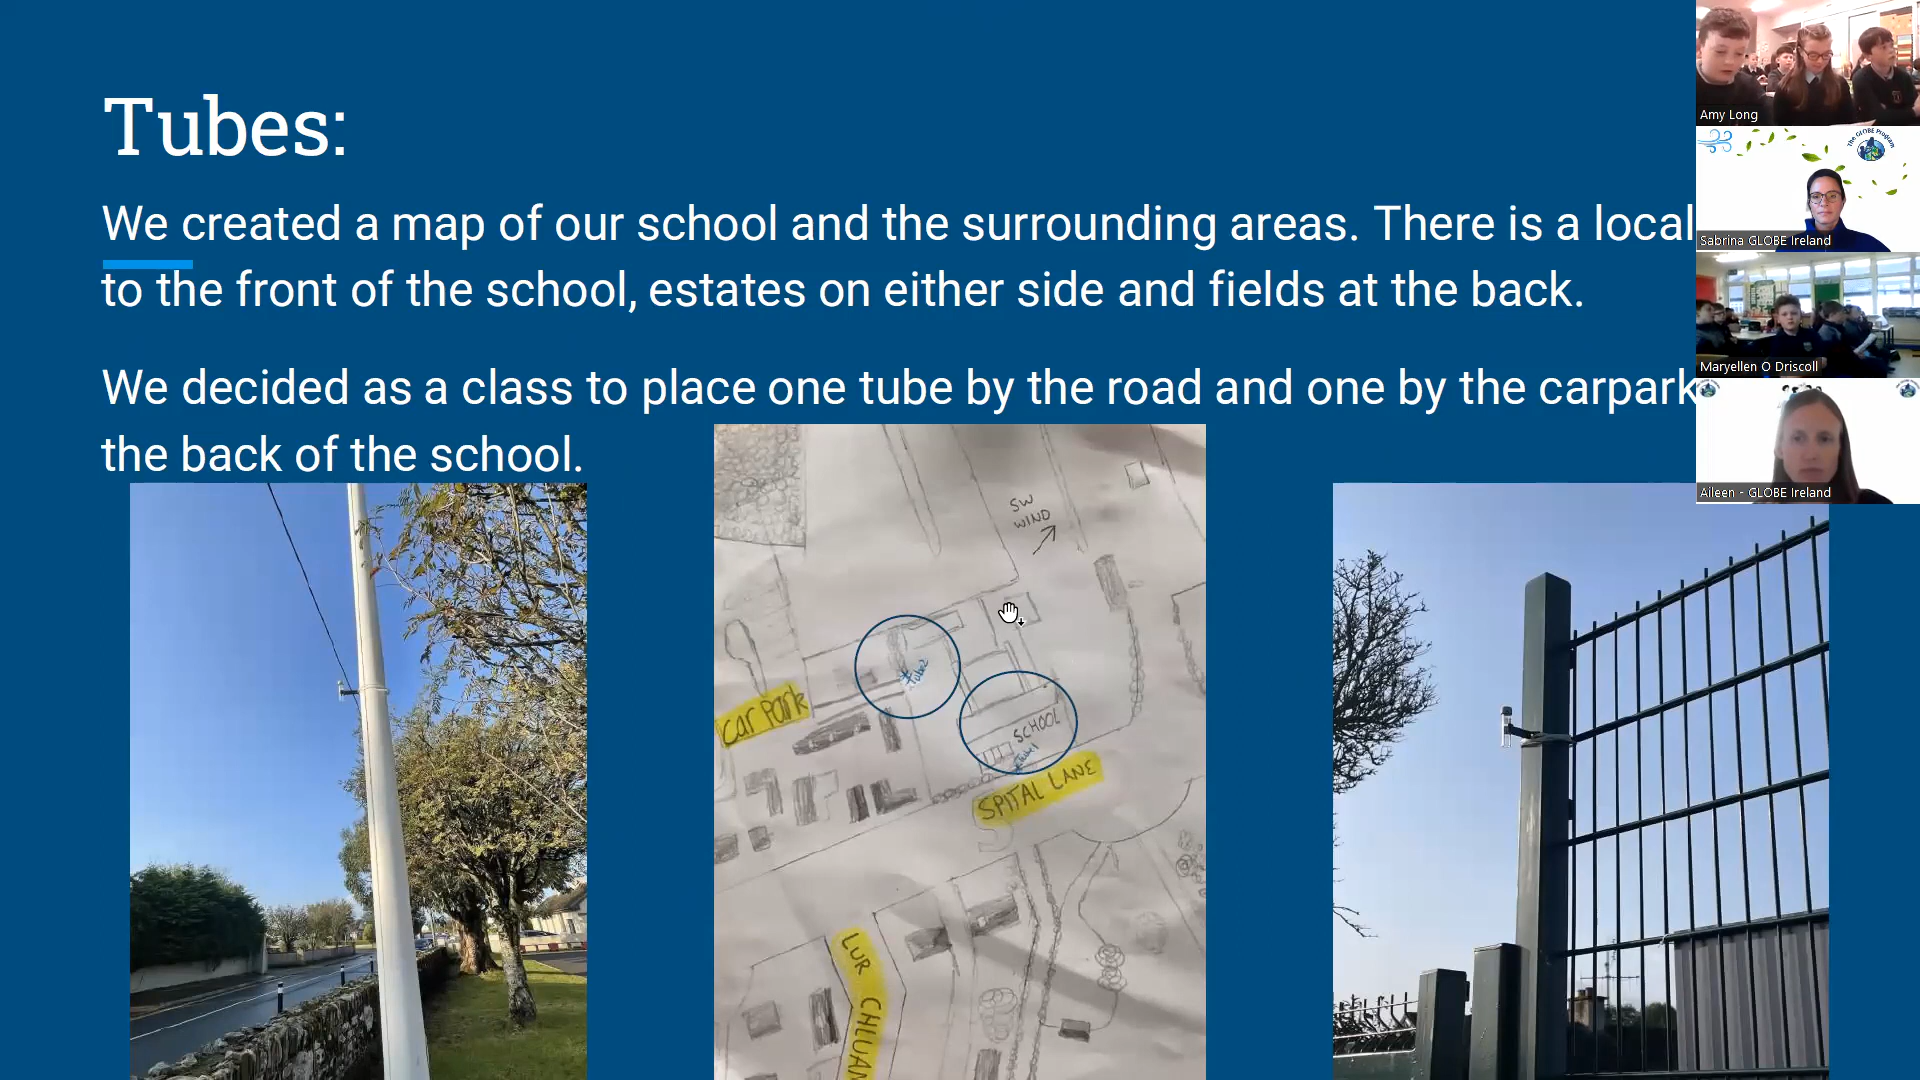 Tubes:
We created a map of our school and the surrounding areas. There is a local
to the front of the school, estates on either side and fields at the back.
We decided as a class to place one tube by the road and one by the carpark
the back of the school.
SW
WIND
Car Park
SCHOOL
SPITAL LANE
LUR
CHLUAN
Amy Long
The GLOBE Program
Sabrina GLOBE Ireland
Maryellen O Driscoll
Aileen - GLOBE Ireland